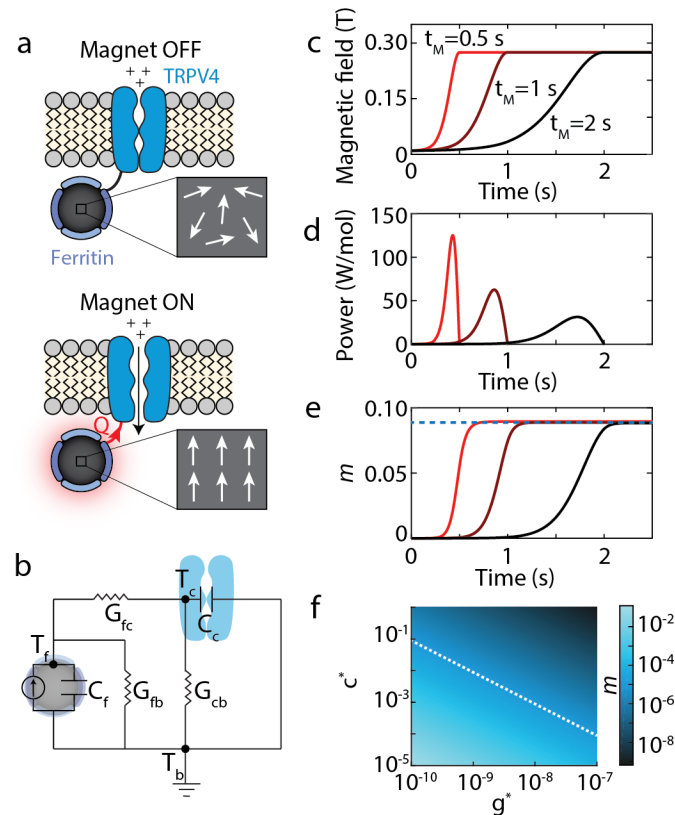 a
Magnet OFF
+ +
+
TRPV4
Ferritin
Magnet ON
+ +
+
Q
b
T_c
G_fc
C_c
T_f
C_f
G_fb
G_cb
T_b
c
Magnetic field (T)
0.30
0.15
0
t_M=0.5 s
t_M=1 s
t_M=2 s
0
1
2
Time (s)
d
Power (W/mol)
150
100
50
0
0
1
2
Time (s)
e
m
0.10
0.05
0
0
1
2
Time (s)
f
c*
10^-1
10^-3
10^-5
10^-10
10^-9
10^-8
10^-7
g*
m
10^-2
10^-4
10^-6
10^-8